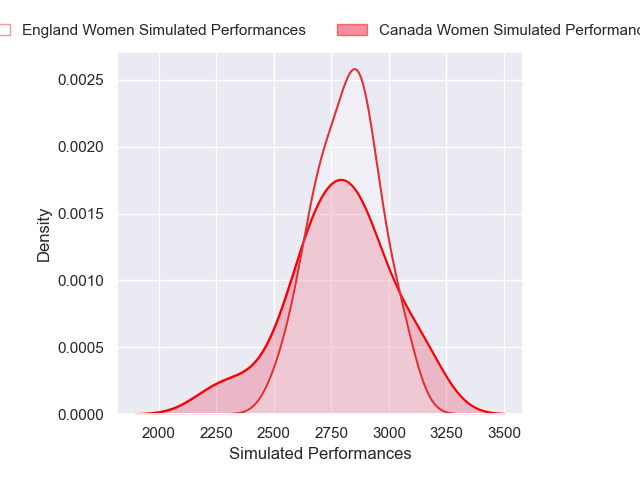 England Women Simulated Performances
Canada Women Simulated
0.0025
0.0020
0.0015
0.0010
0.0005
0.0000
Density
2000 2250 2500 2750 3000 3250 3500
Simulated Performances